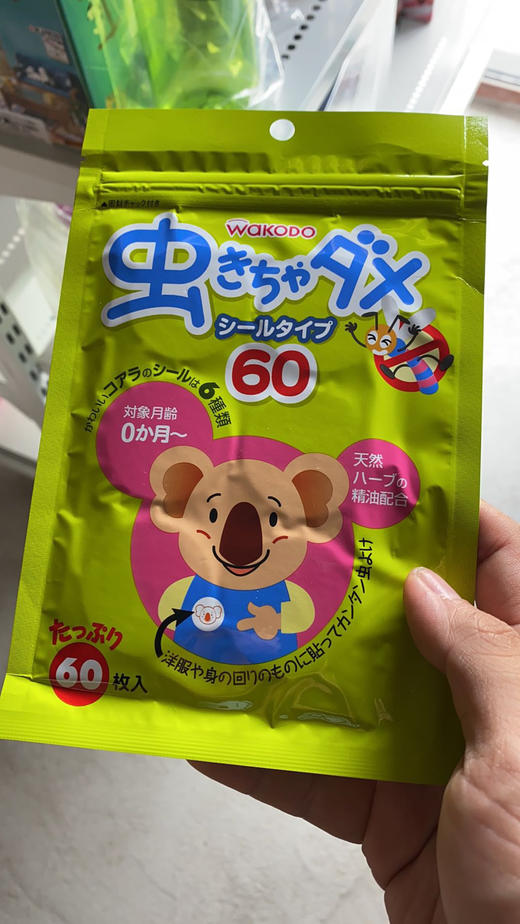 ▲密封チャック付き
WaKODO
虫きちゃダメ
シールタイプ
60
かわいいコアラのシールは6種類
対象月齢
0か月~
天然
ハーブの
精油配合
洋服や身の回りのものに貼ってカンタン虫よけ
たっぷり
60枚入